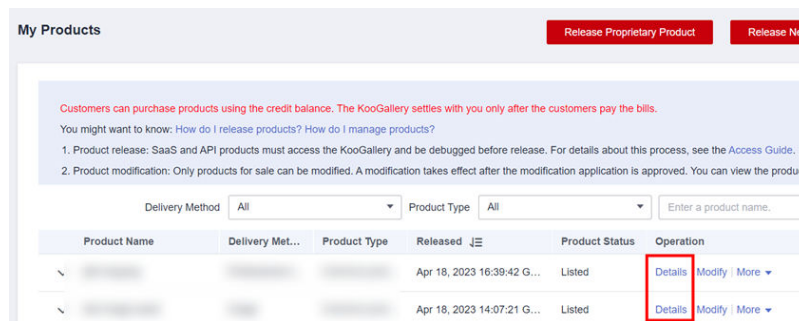 My Products
Release Proprietary Product
Release Ne
Customers can purchase products using the credit balance. The KooGallery settles with you only after the customers pay the bills.
You might want to know: How do I release products? How do I manage products?
1. Product release: SaaS and API products must access the KooGallery and be debugged before release. For details about this process, see the Access Guide.
2. Product modification: Only products for sale can be modified. A modification takes effect after the modification application is approved. You can view the produ
Delivery Method All Product Type All Enter a product name.
Product Name Delivery Met... Product Type Released Product Status Operation
Apr 18, 2023 16:39:42 G... Listed Details Modify More
Apr 18, 2023 14:07:21 G... Listed Details Modify More